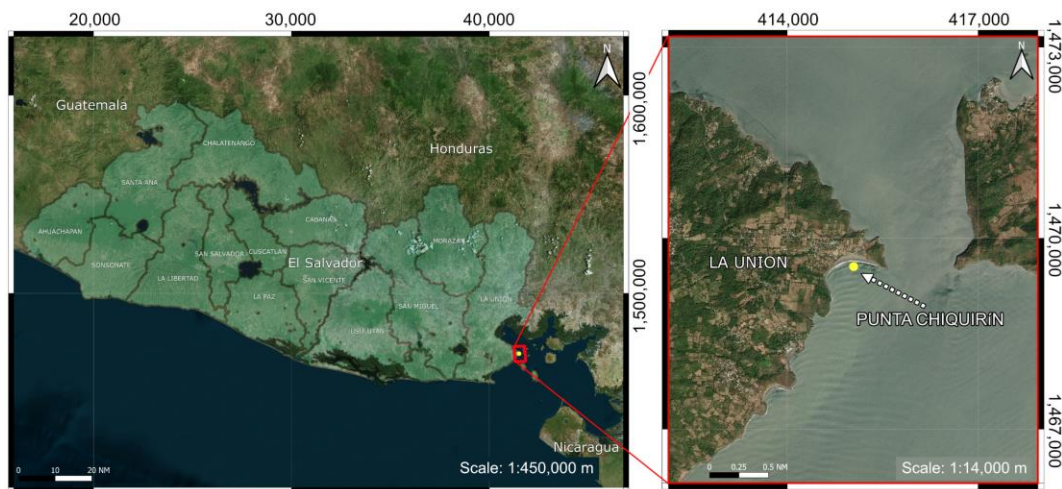 20,000 30,000 40,000
N
Guatemala
Honduras
CHALATENANGO
SANTA ANA
CABAÑAS
AHUACHAPAN
MORAZAN
SAN SALVADOR
CUSCATLAN
SONSONATE
El Salvador
LA LIBERTAD
SAN VICENTE
LA PAZ
SAN MIGUEL
LA UNION
USULUTAN
Nicaragua
0 10 20 NM
Scale: 1:450,000 m
1,600,000
1,500,000
414,000 417,000
N
LA UNION
PUNTA CHIQUIRíN
0 0.25 0.5 NM
Scale: 1:14,000 m
1,473,000
1,470,000
1,467,000